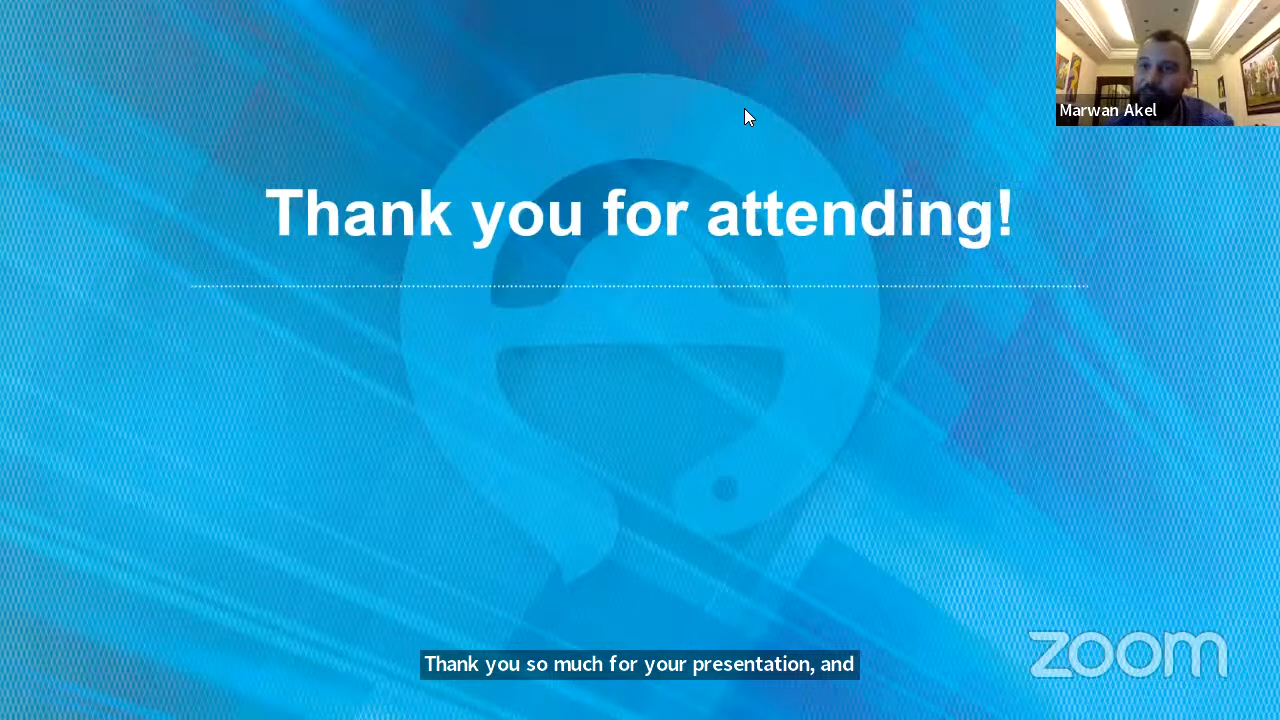 Marwan Akel
Thank you for attending!
Thank you so much for your presentation, and
zoom